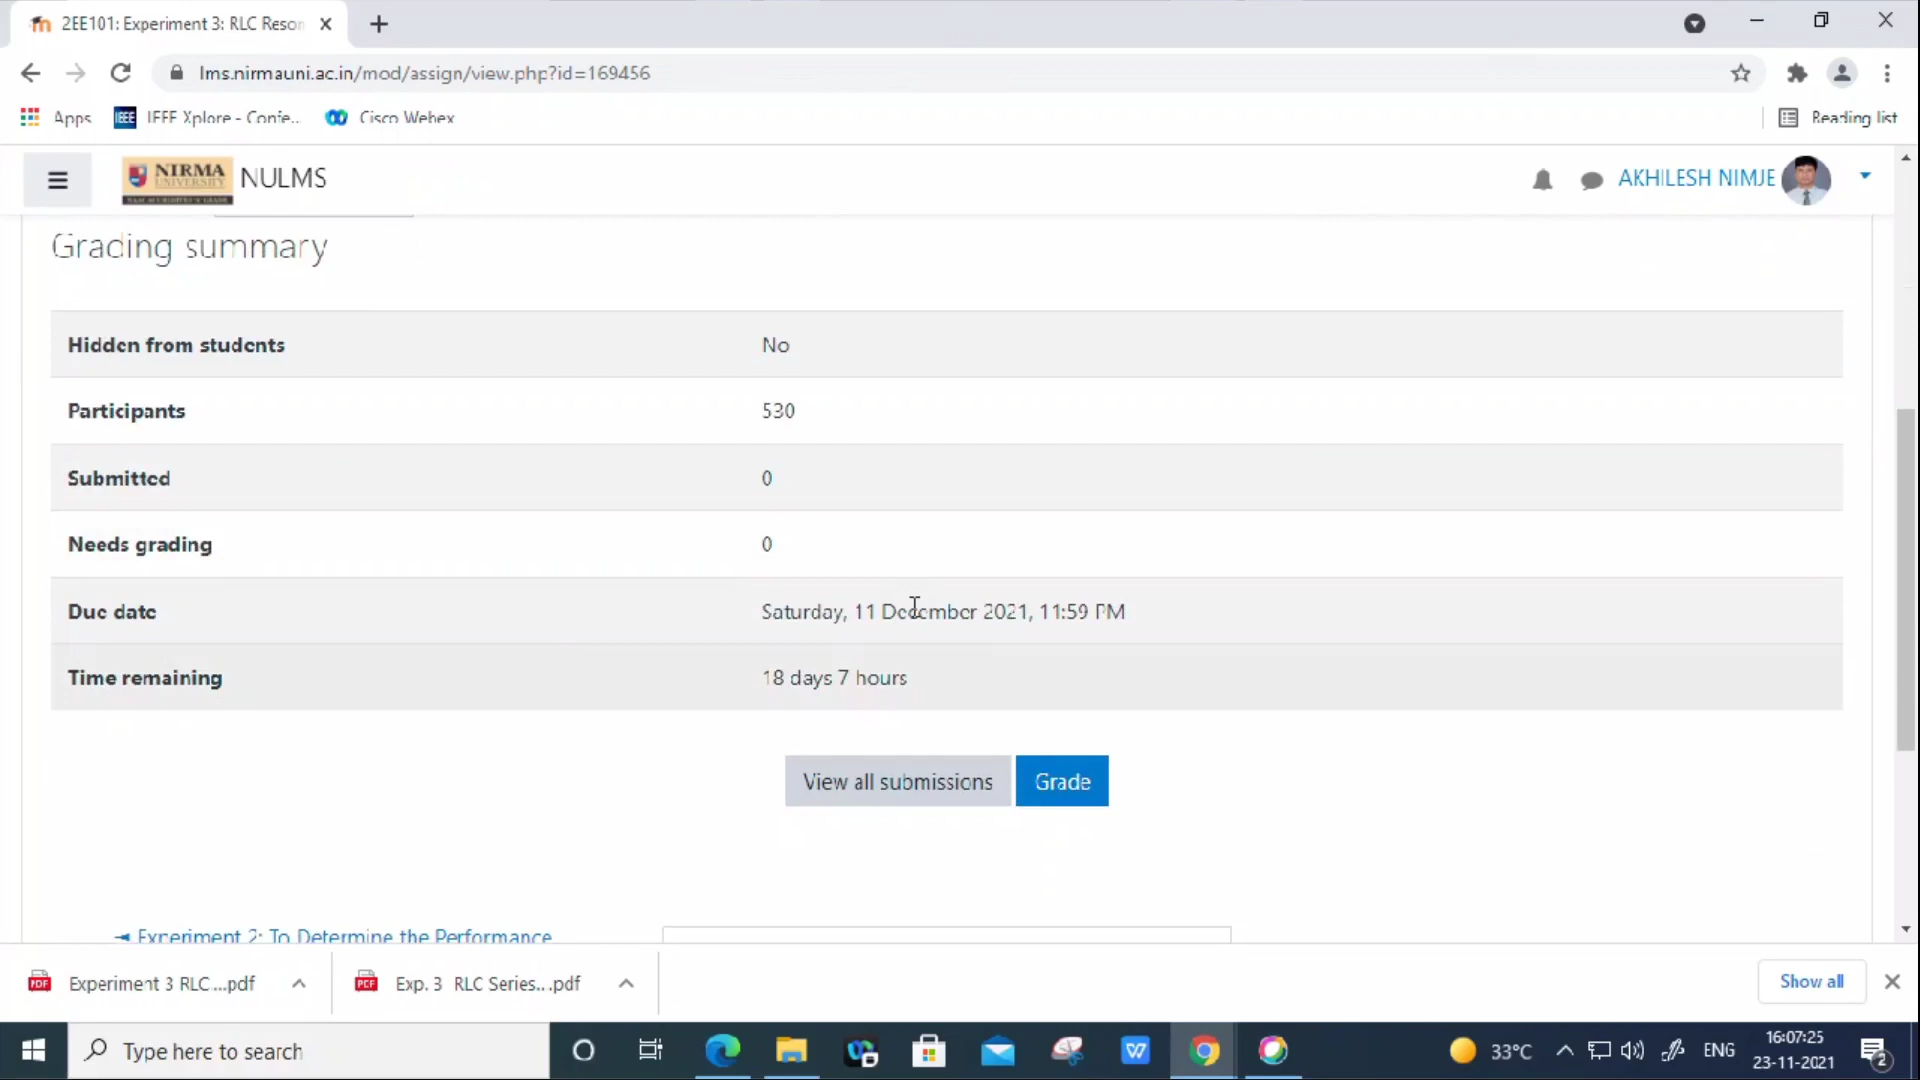 2EE101: Experiment 3: RLC Reson
lms.nirmauni.ac.in/mod/assign/view.php?id=169456
Apps IEEE Xplore - Confe... Cisco Webex Reading list
NIRMA UNIVERSITY NULMS AKHILESH NIMJE
Grading summary
Hidden from students No
Participants 530
Submitted 0
Needs grading 0
Due date Saturday, 11 December 2021, 11:59 PM
Time remaining 18 days 7 hours
View all submissions Grade
◄ Experiment 2: To Determine the Performance
Experiment 3 RLC ....pdf Exp. 3 RLC Series....pdf Show all
Type here to search 33°C ENG 16:07:25
23-11-2021 2